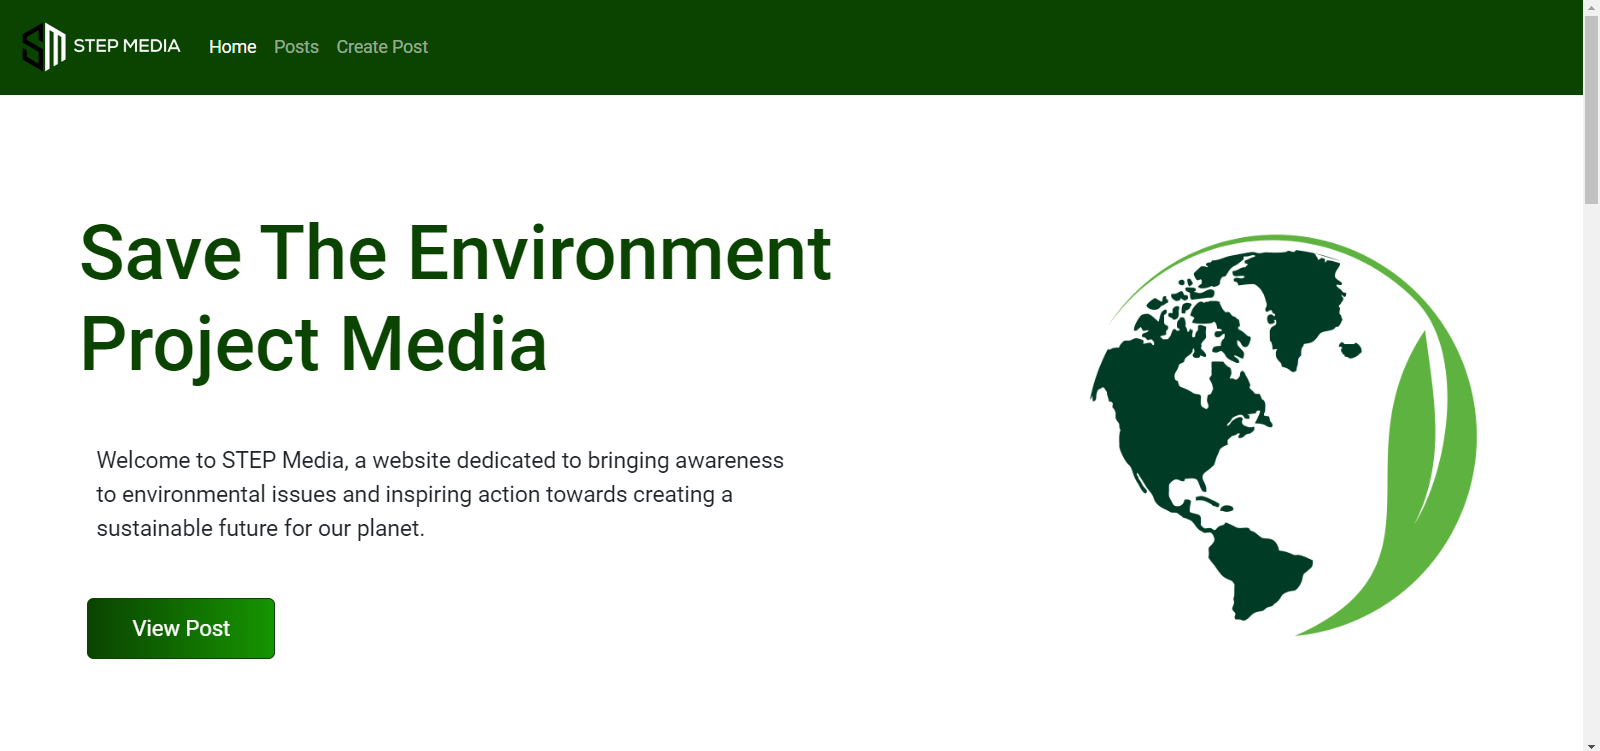 SM STEP MEDIA Home Posts Create Post
Save The Environment
Project Media
Welcome to STEP Media, a website dedicated to bringing awareness
to environmental issues and inspiring action towards creating a
sustainable future for our planet.
View Post